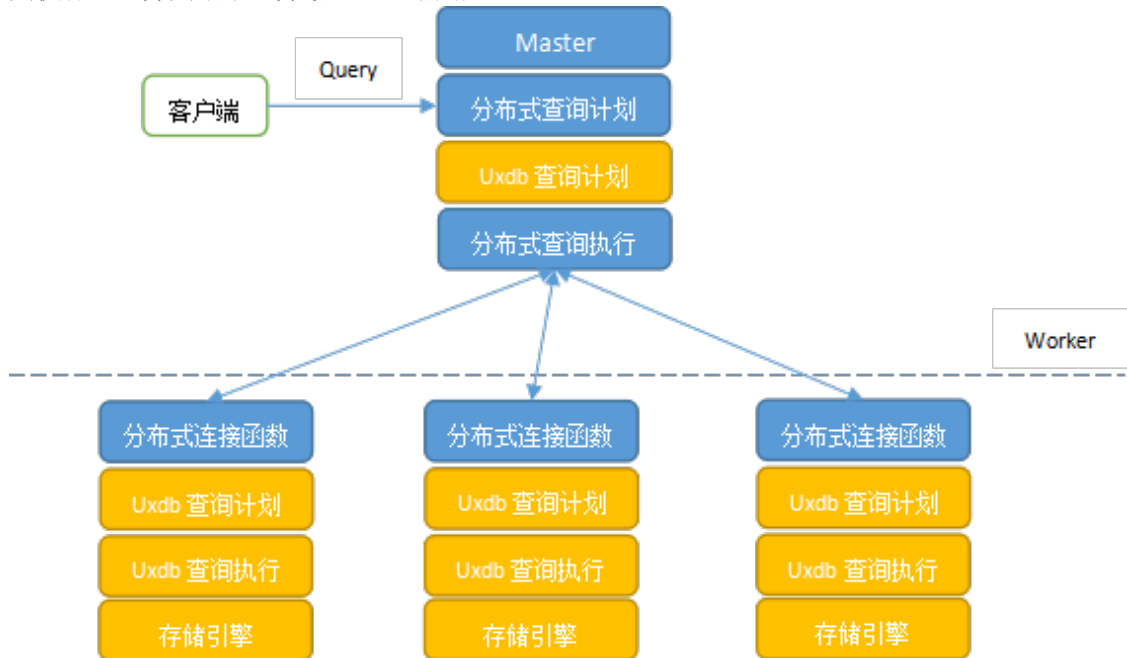 Master
Query
客户端
分布式查询计划
Uxdb 查询计划
分布式查询执行
Worker
分布式连接函数
分布式连接函数
分布式连接函数
Uxdb 查询计划
Uxdb 查询计划
Uxdb 查询计划
Uxdb 查询执行
Uxdb 查询执行
Uxdb 查询执行
存储引擎
存储引擎
存储引擎